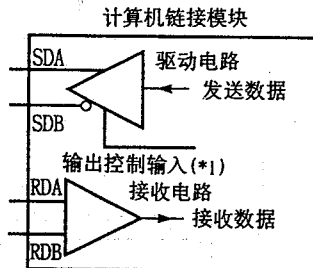 计算机链接模块
SDA
驱动电路
发送数据
SDB
输出控制输入(*1)
RDA
接收电路
接收数据
RDB